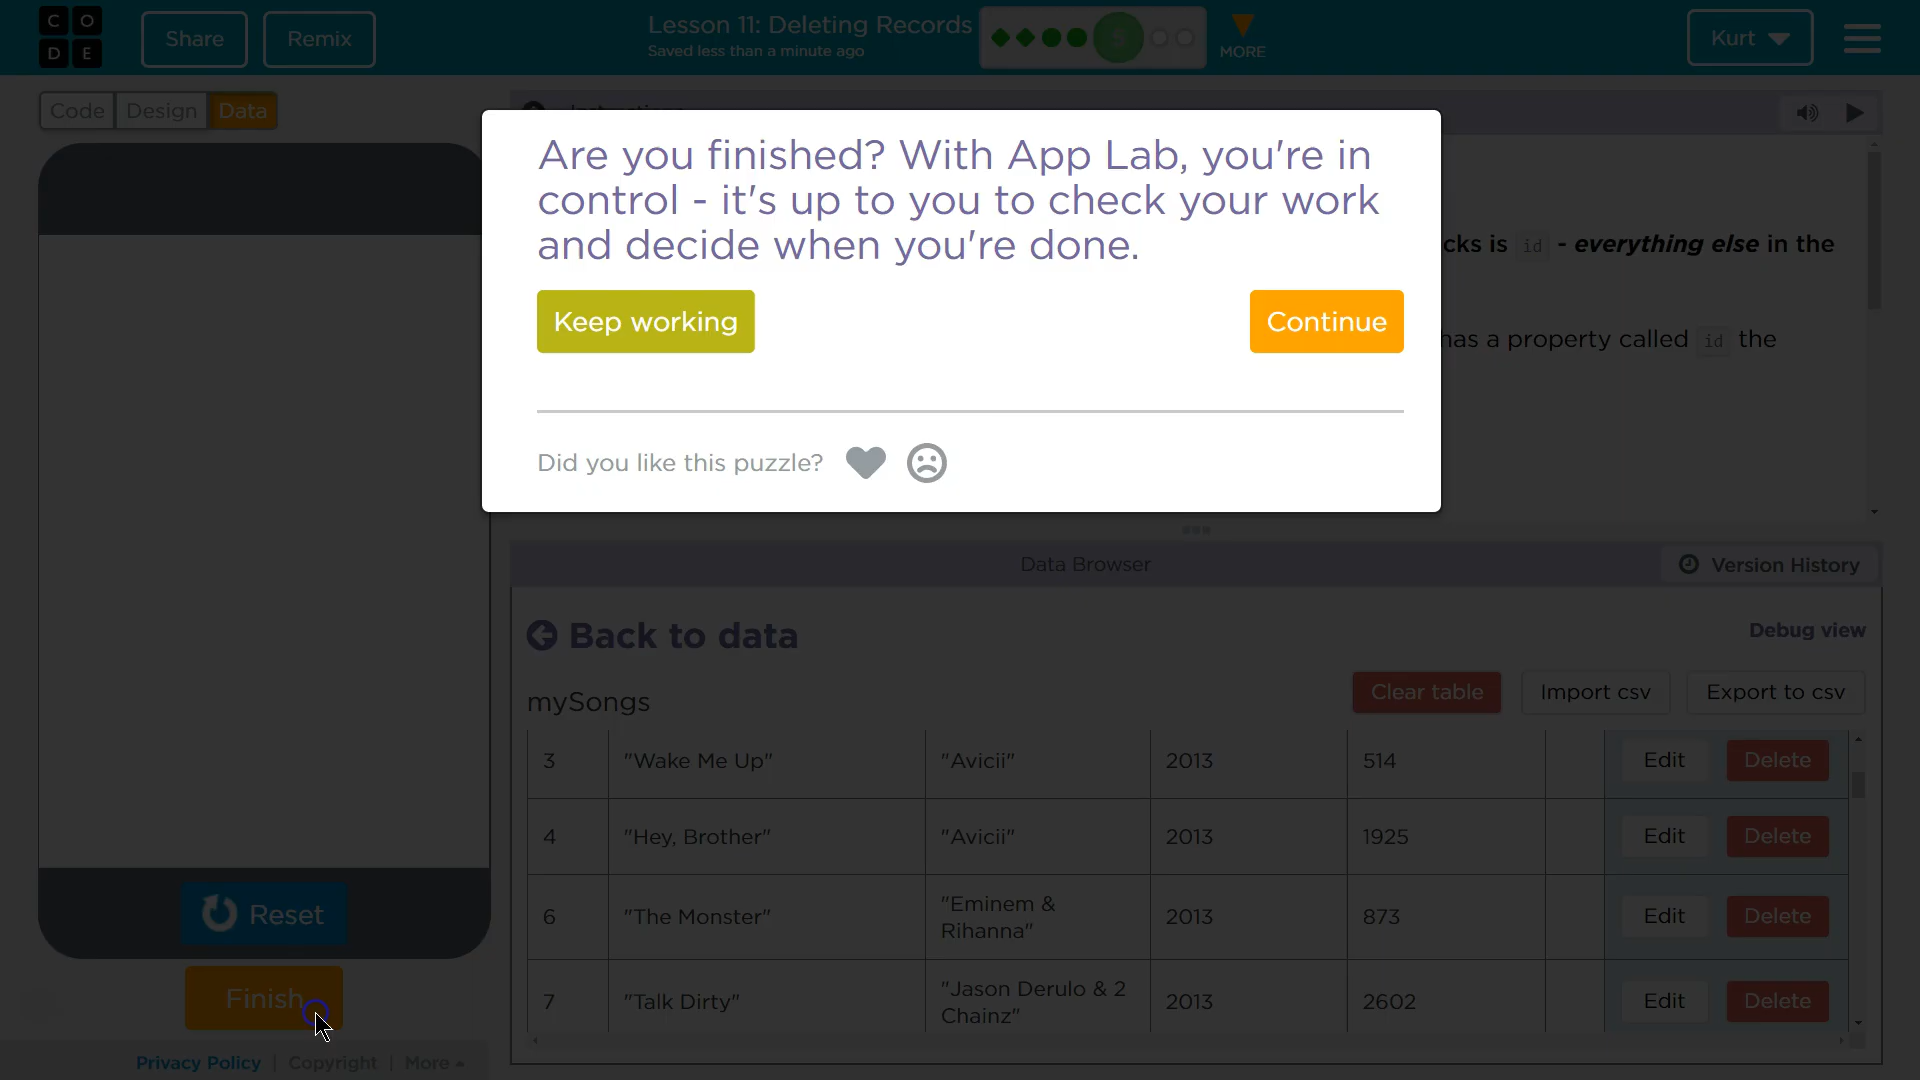 C O
D E
Share
Remix
Lesson 11: Deleting Records
Saved less than a minute ago
MORE
Kurt
Code
Design
Data
Instructions
Are you finished? With App Lab, you're in
control - it's up to you to check your work
and decide when you're done.
Keep working
Continue
Did you like this puzzle?
cks is id - everything else in the
has a property called id the
Data Browser
Version History
Back to data
Debug view
mySongs
Clear table
Import csv
Export to csv
3 "Wake Me Up" "Avicii" 2013 514 Edit Delete
4 "Hey, Brother" "Avicii" 2013 1925 Edit Delete
6 "The Monster" "Eminem &
Rihanna" 2013 873 Edit Delete
7 "Talk Dirty" "Jason Derulo & 2
Chainz" 2013 2602 Edit Delete
Reset
Finish
Privacy Policy | Copyright | More